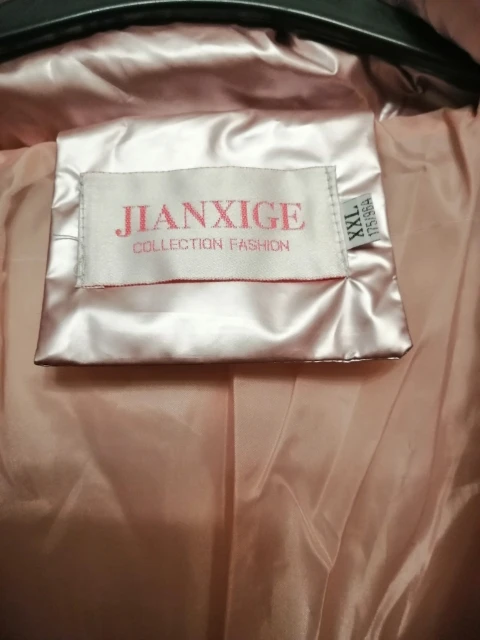 JIANXIGE
COLLECTION FASHION
XXL
175/96A